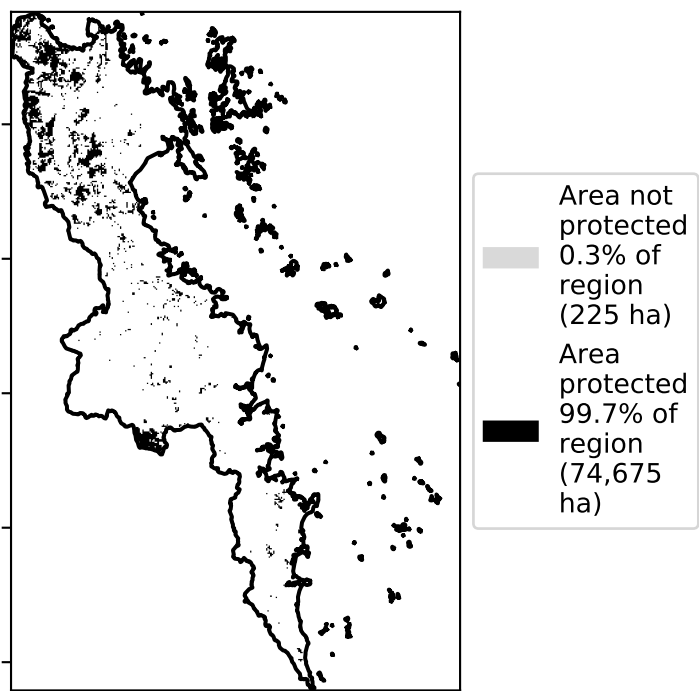 Area not
protected
0.3% of
region
(225 ha)
Area
protected
99.7% of
region
(74,675
ha)